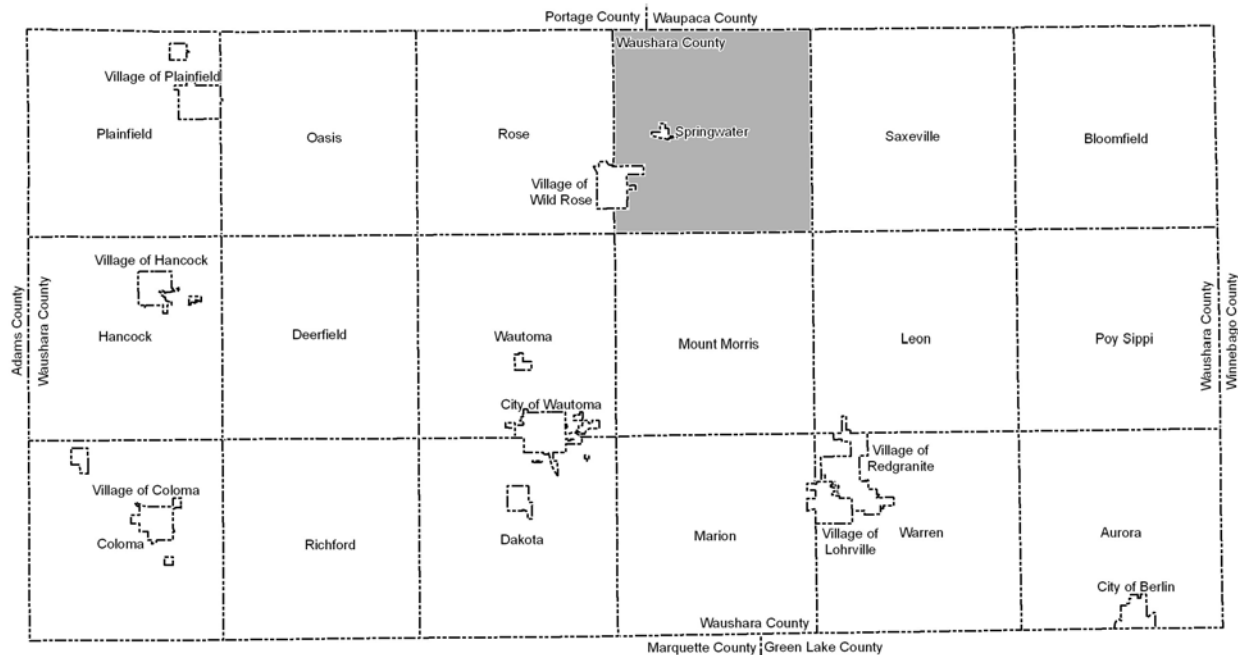 Portage County
Waupaca County
Waushara County
Village of Plainfield
Plainfield
Oasis
Rose
Springwater
Saxeville
Bloomfield
Village of
Wild Rose
Adams County
Waushara County
Village of Hancock
Hancock
Deerfield
Wautoma
Mount Morris
Leon
Poy Sippi
Waushara County
Winnebago County
City of Wautoma
Village of
Redgranite
Village of Coloma
Coloma
Richford
Dakota
Marion
Village of
Lohrville
Warren
Aurora
City of Berlin
Waushara County
Marquette County
Green Lake County